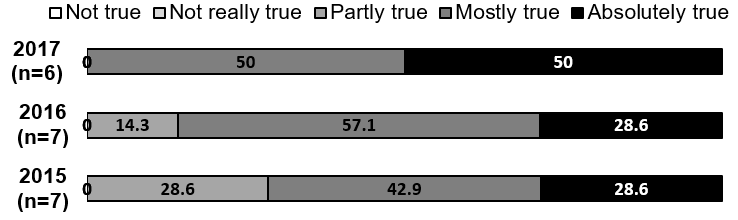 Not true Not really true Partly true Mostly true Absolutely true
2017
(n=6)
0 50 50
2016
(n=7)
0 14.3 57.1 28.6
2015
(n=7)
0 28.6 42.9 28.6